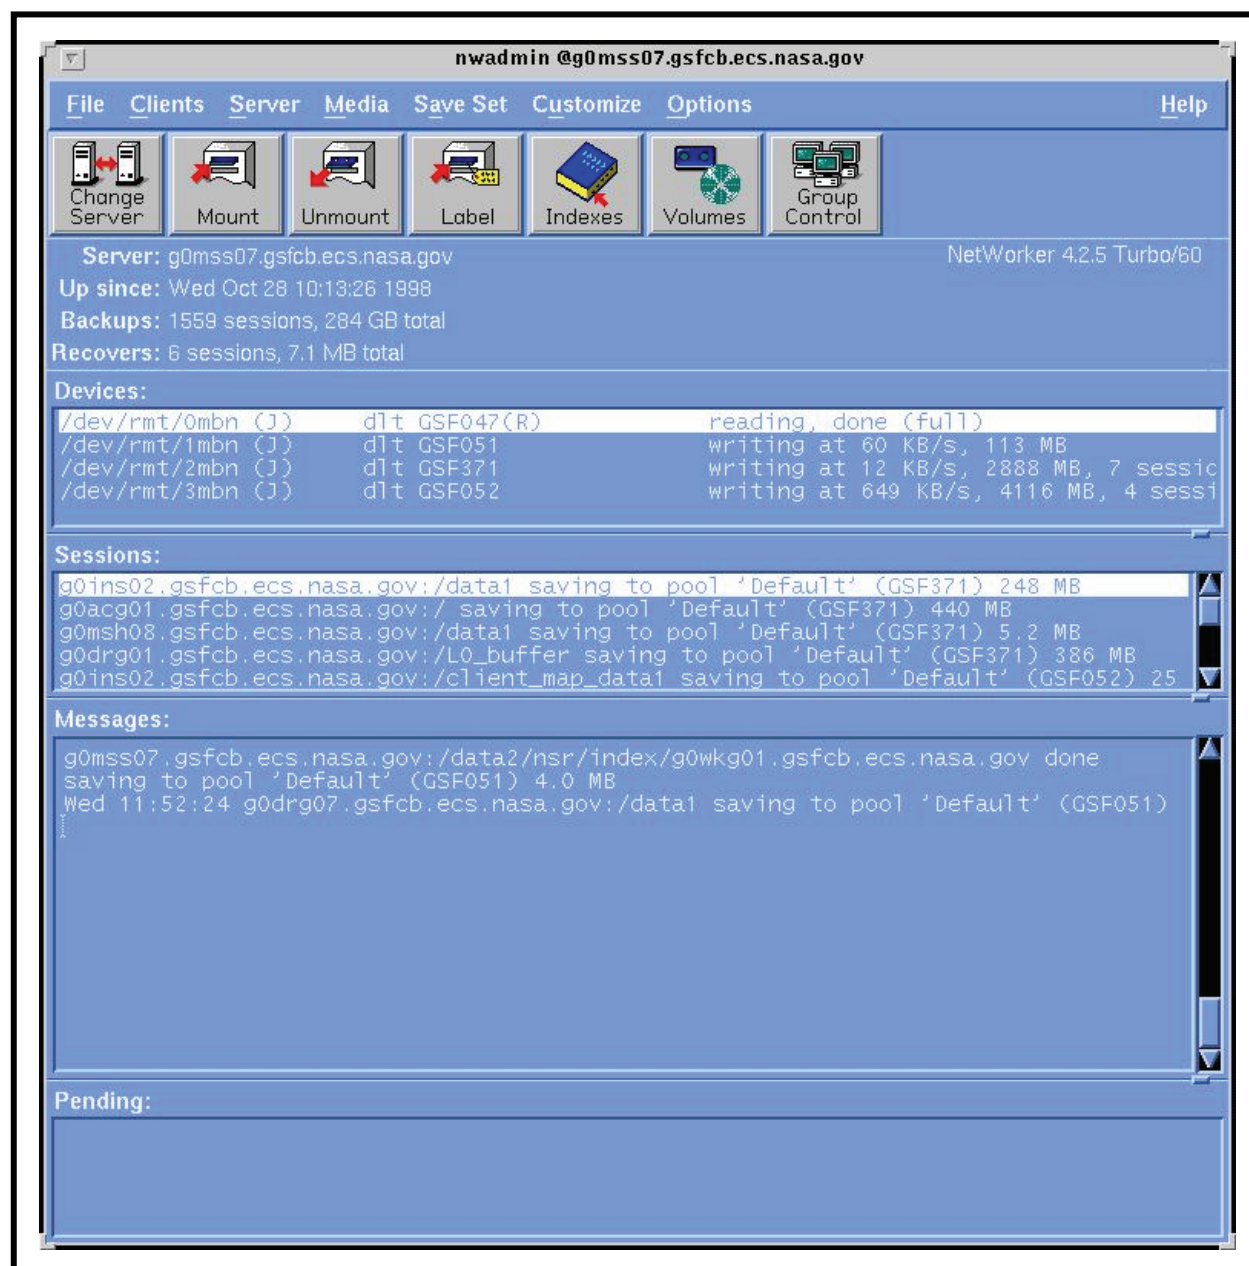 nwadmin @g0mss07.gsfcb.ecs.nasa.gov
File Clients Server Media Save Set Customize Options Help
Change Server Mount Unmount Label Indexes Volumes Group Control
Server: g0mss07.gsfcb.ecs.nasa.gov NetWorker 4.2.5 Turbo/60
Up since: Wed Oct 28 10:13:26 1998
Backups: 1559 sessions, 284 GB total
Recovers: 6 sessions, 7.1 MB total
Devices:
/dev/rmt/0mbn (J) dlt GSF047(R) reading, done (full)
/dev/rmt/1mbn (J) dlt GSF051 writing at 60 KB/s, 113 MB
/dev/rmt/2mbn (J) dlt GSF371 writing at 12 KB/s, 2888 MB, 7 sessic
/dev/rmt/3mbn (J) dlt GSF052 writing at 649 KB/s, 4116 MB, 4 sessi
Sessions:
g0ins02.gsfcb.ecs.nasa.gov:/data1 saving to pool 'Default' (GSF371) 248 MB
g0acg01.gsfcb.ecs.nasa.gov:/ saving to pool 'Default' (GSF371) 440 MB
g0msh08.gsfcb.ecs.nasa.gov:/data1 saving to pool 'Default' (GSF371) 5.2 MB
g0drg01.gsfcb.ecs.nasa.gov:/L0_buffer saving to pool 'Default' (GSF371) 386 MB
g0ins02.gsfcb.ecs.nasa.gov:/client_map_data1 saving to pool 'Default' (GSF052) 25
Messages:
g0mss07.gsfcb.ecs.nasa.gov:/data2/nsr/index/g0wkg01.gsfcb.ecs.nasa.gov done
saving to pool 'Default' (GSF051) 4.0 MB
Wed 11:52:24 g0drg07.gsfcb.ecs.nasa.gov:/data1 saving to pool 'Default' (GSF051)
Pending: